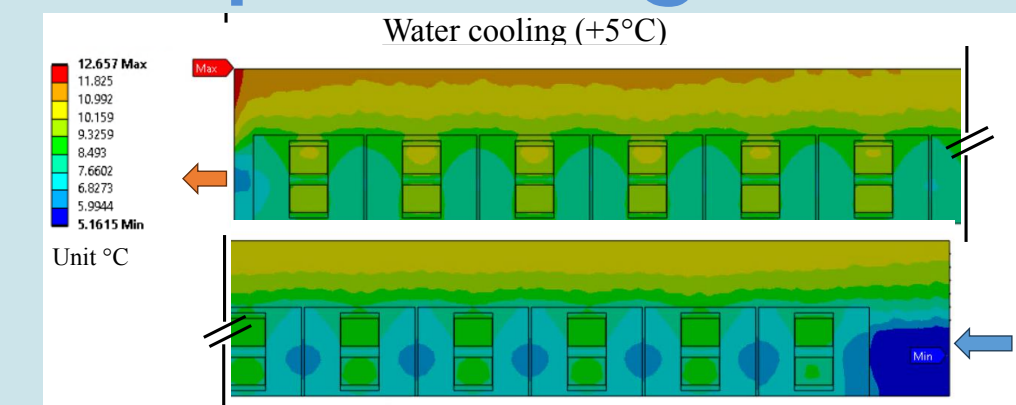 Water cooling (+5°C)
12.657 Max
11.825
10.992
10.159
9.3259
8.493
7.6602
6.8273
5.9944
5.1615 Min
Unit °C
Max
Min